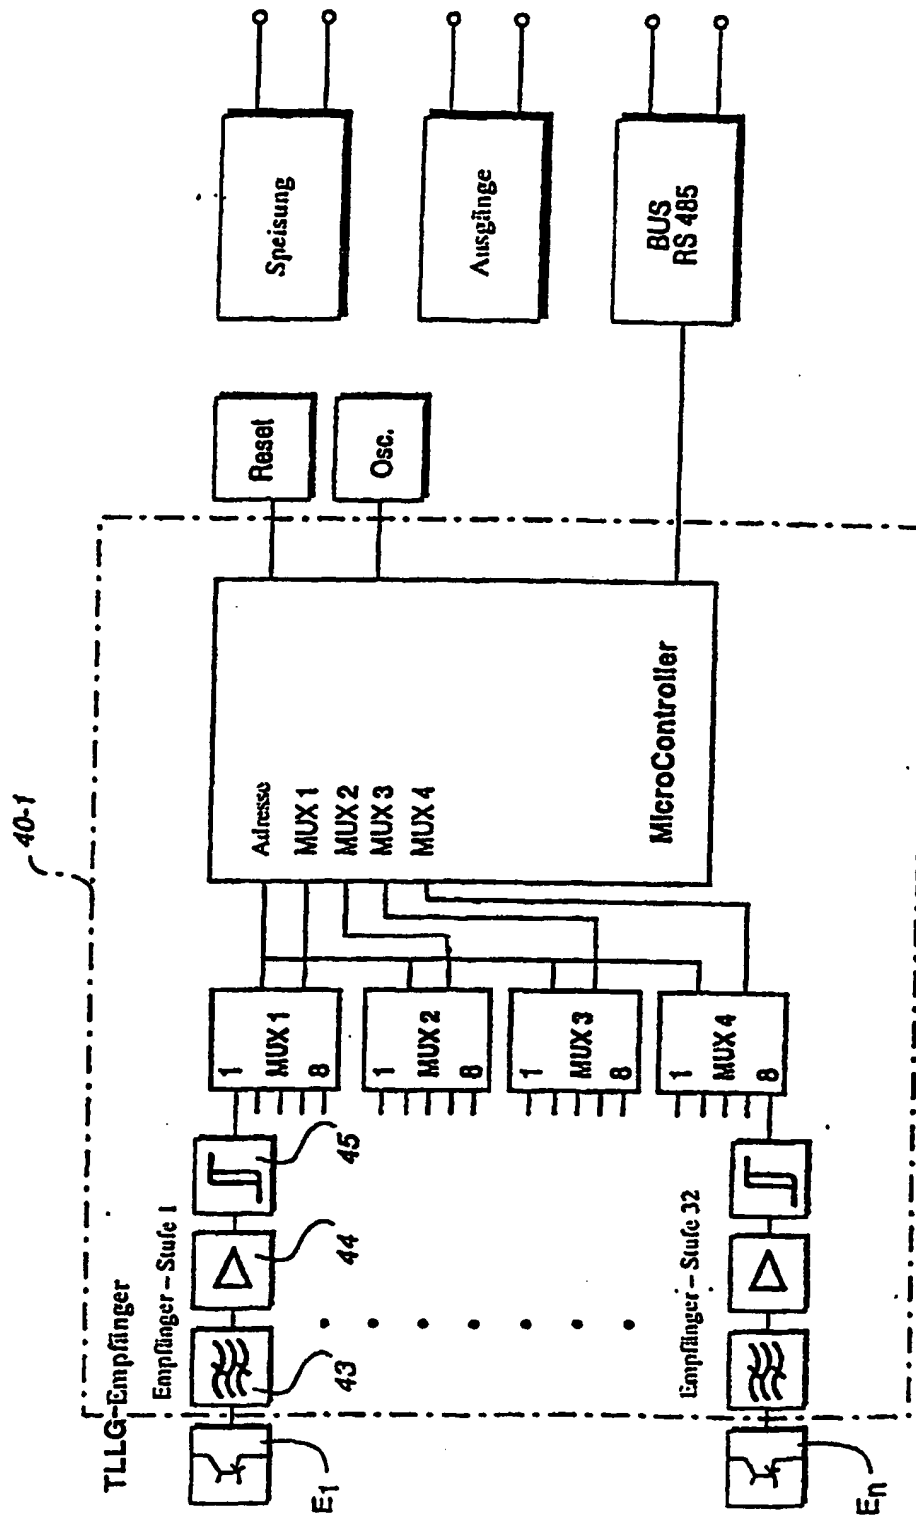 40-1
TLLG-Empfänger
Empfänger – Stufe 1
43
44
45
E1
1
MUX 1
8
1
MUX 2
8
1
MUX 3
8
1
MUX 4
8
Empfänger – Stufe 32
En
Adresse
MUX 1
MUX 2
MUX 3
MUX 4
MicroController
Reset
Osc.
Speisung
Ausgänge
BUS
RS 485